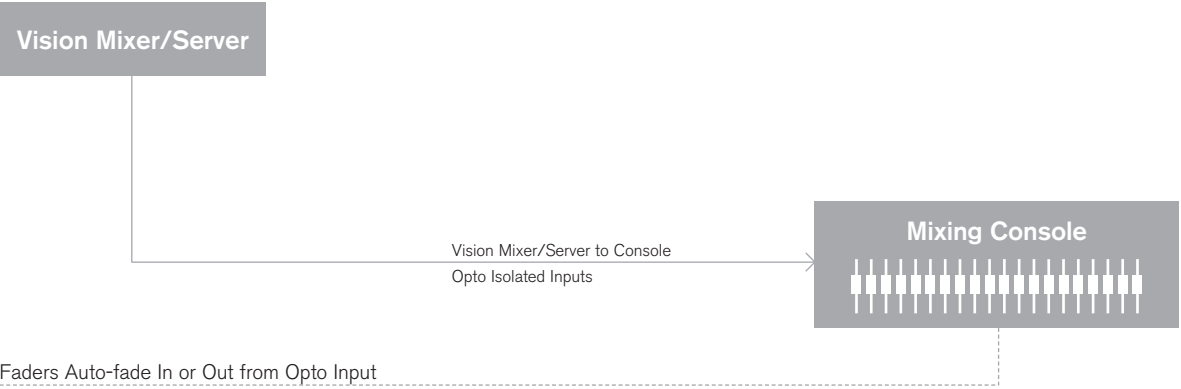 Vision Mixer/Server
Mixing Console
Vision Mixer/Server to Console
Opto Isolated Inputs
Faders Auto-fade In or Out from Opto Input